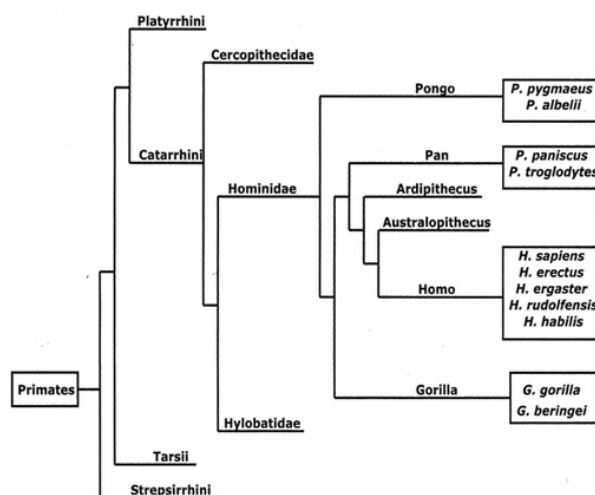 Platyrrhini
Cercopithecidae
Pongo
P. pygmaeus
P. albelii
Catarrhini
Pan
P. paniscus
P. troglodytes
Hominidae
Ardipithecus
Australopithecus
Homo
H. sapiens
H. erectus
H. ergaster
H. rudolfensis
H. habilis
Primates
Gorilla
G. gorilla
G. beringei
Hylobatidae
Tarsii
Strepsirrhini